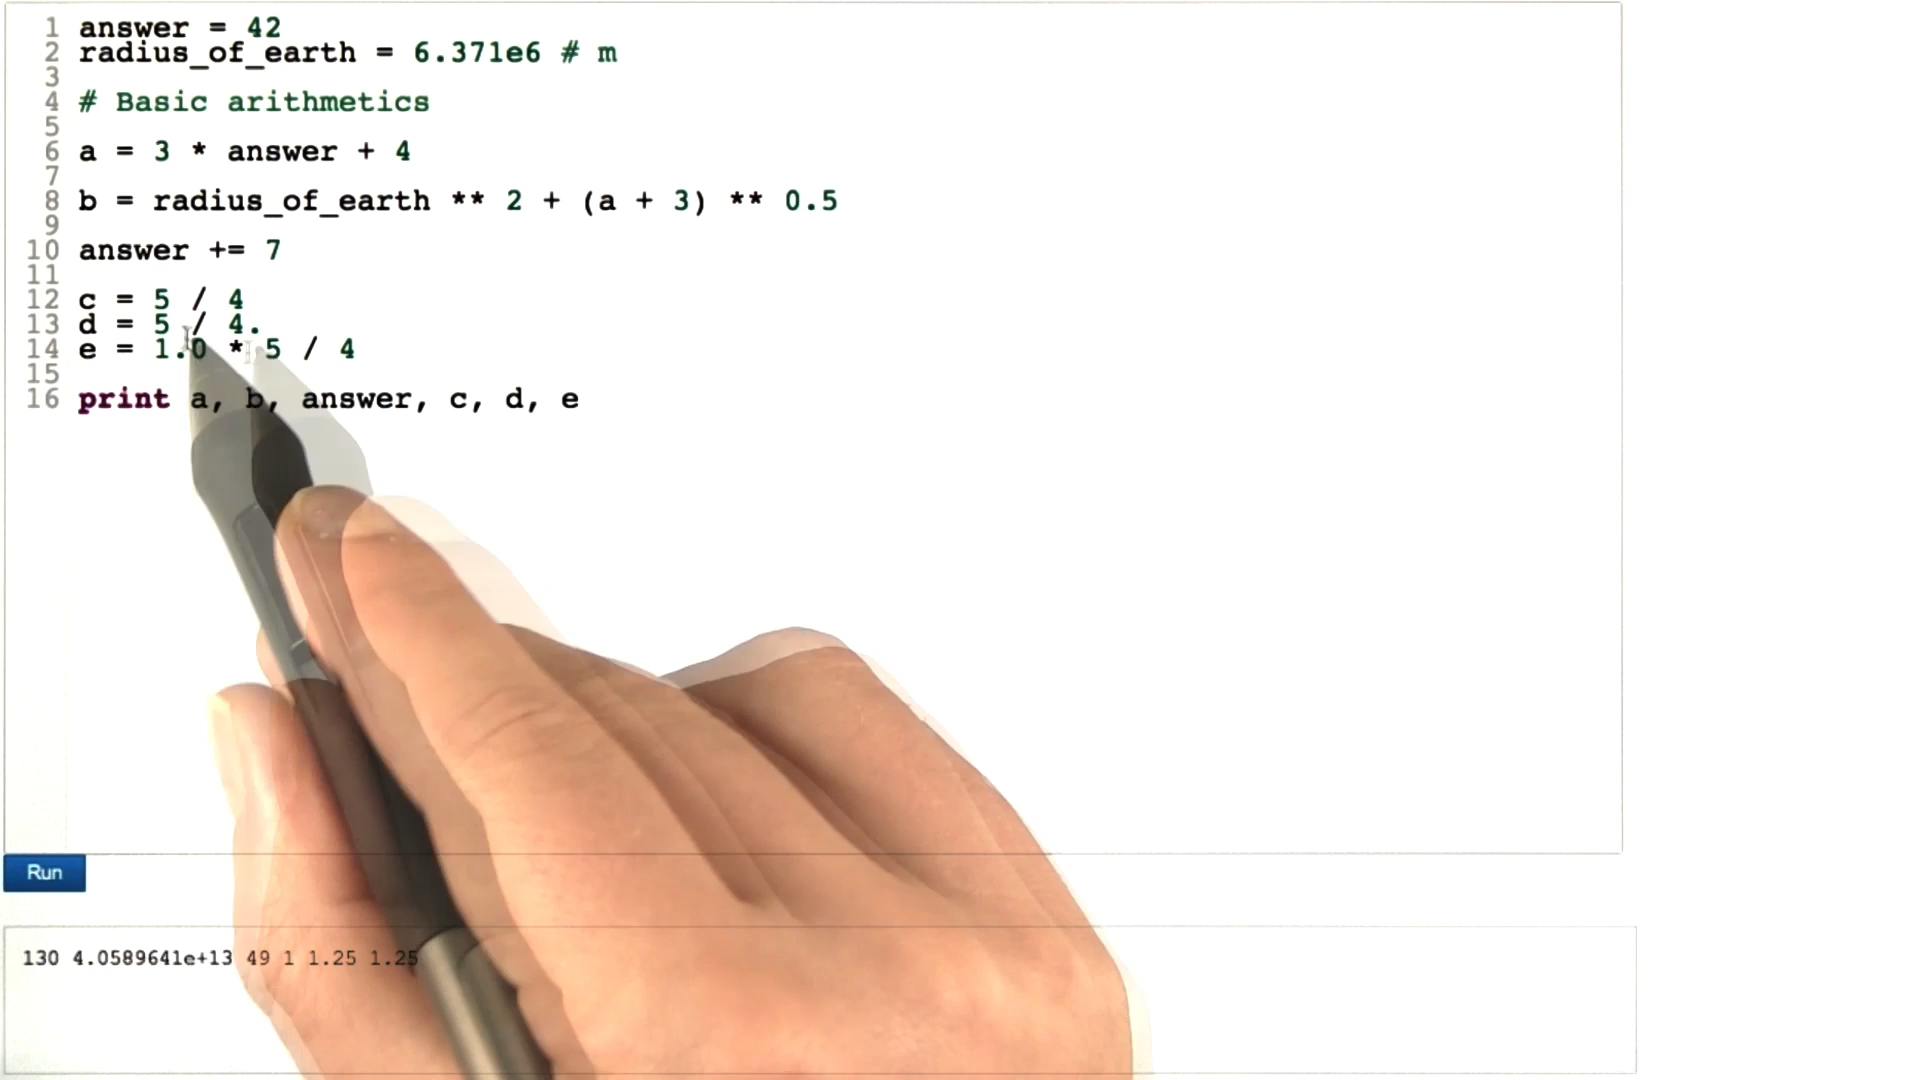 1 answer = 42
2 radius_of_earth = 6.371e6 # m
3
4 # Basic arithmetics
5
6 a = 3 * answer + 4
7
8 b = radius_of_earth ** 2 + (a + 3) ** 0.5
9
10 answer += 7
11
12 c = 5 / 4
13 d = 5 / 4.
14 e = 1.0 * 5 / 4
15
16 print a, b, answer, c, d, e
Run
130 4.0589641e+13 49 1 1.25 1.25